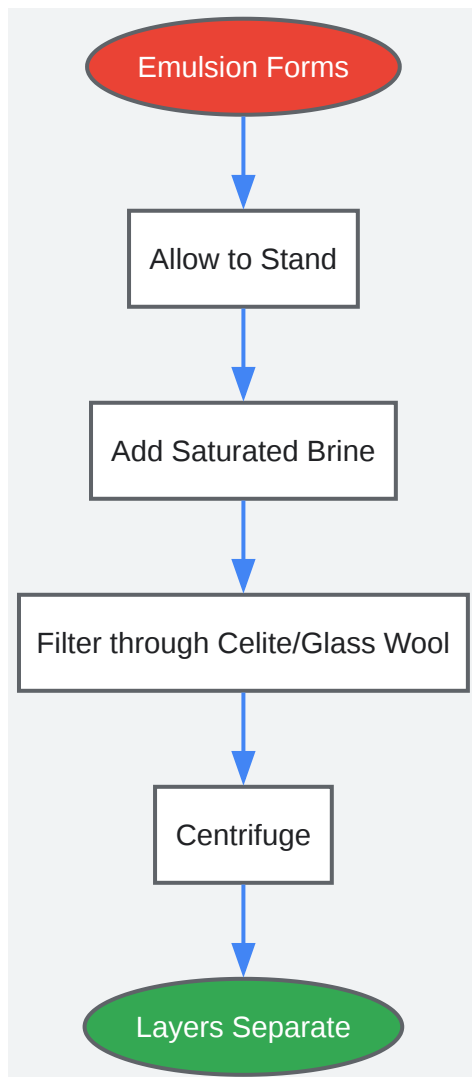 Emulsion Forms
Allow to Stand
Add Saturated Brine
Filter through Celite/Glass Wool
Centrifuge
Layers Separate